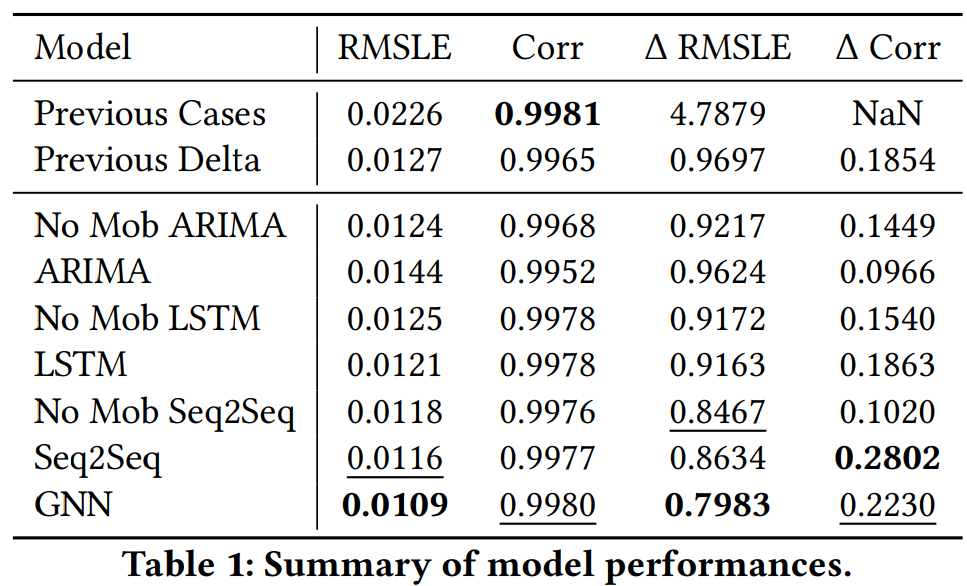 Model RMSLE Corr Δ RMSLE Δ Corr
Previous Cases 0.0226 0.9981 4.7879 NaN
Previous Delta 0.0127 0.9965 0.9697 0.1854
No Mob ARIMA 0.0124 0.9968 0.9217 0.1449
ARIMA 0.0144 0.9952 0.9624 0.0966
No Mob LSTM 0.0125 0.9978 0.9172 0.1540
LSTM 0.0121 0.9978 0.9163 0.1863
No Mob Seq2Seq 0.0118 0.9976 0.8467 0.1020
Seq2Seq 0.0116 0.9977 0.8634 0.2802
GNN 0.0109 0.9980 0.7983 0.2230
Table 1: Summary of model performances.